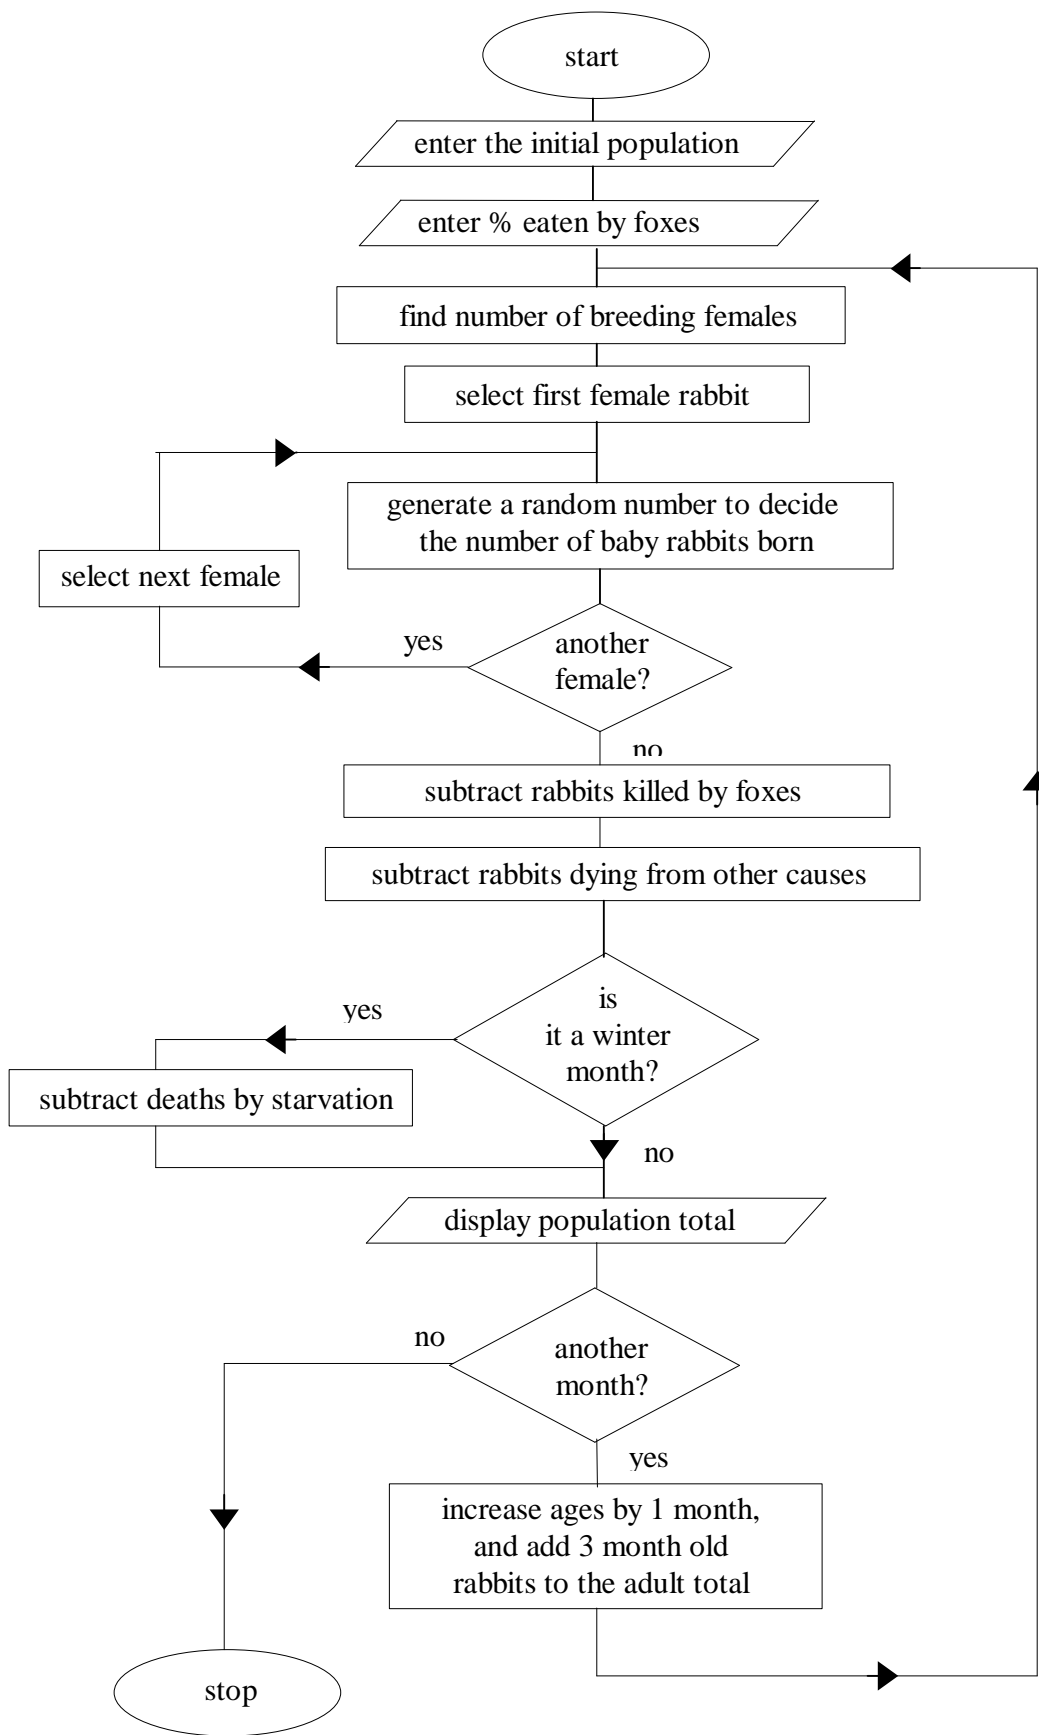 start
enter the initial population
enter % eaten by foxes
find number of breeding females
select first female rabbit
generate a random number to decide
the number of baby rabbits born
select next female
yes
another
female?
no
subtract rabbits killed by foxes
subtract rabbits dying from other causes
yes
is
it a winter
month?
subtract deaths by starvation
no
display population total
no
another
month?
yes
increase ages by 1 month,
and add 3 month old
rabbits to the adult total
stop